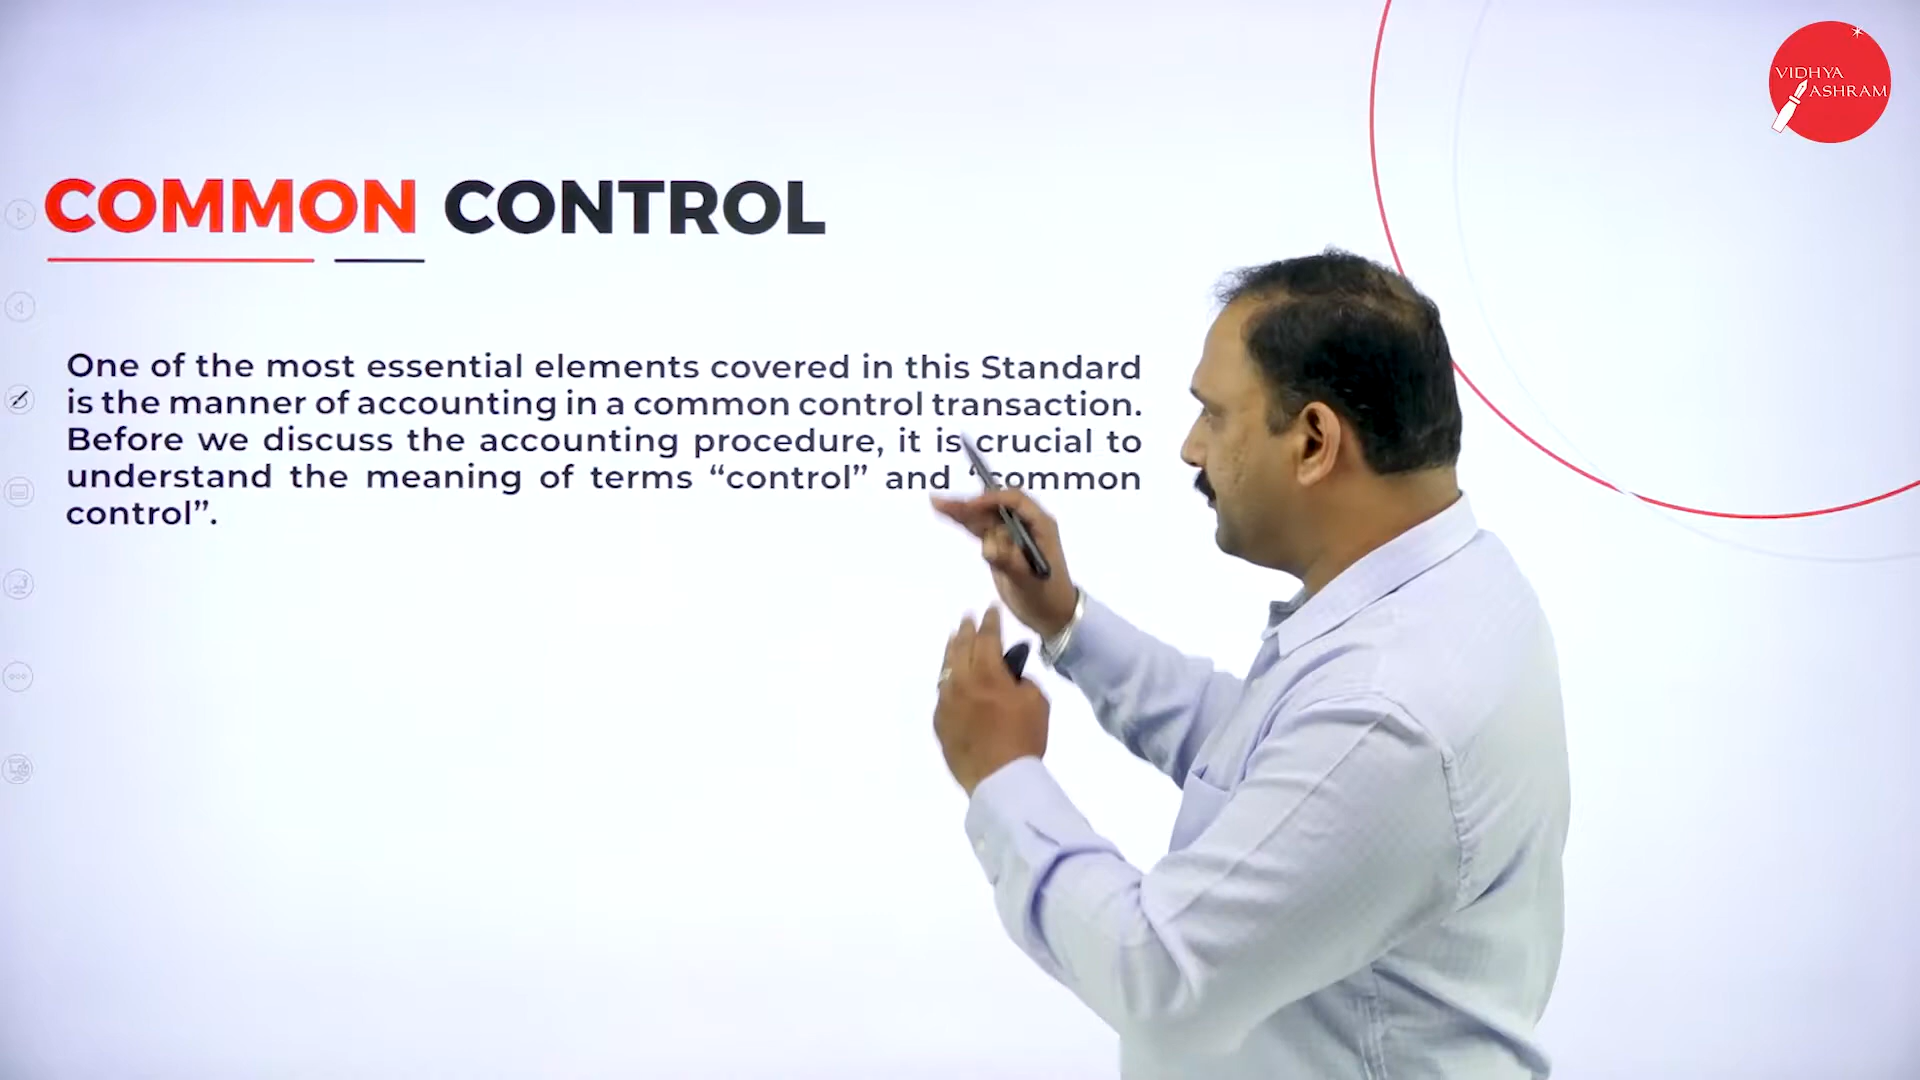 VIDHYA
ASHRAM
COMMON CONTROL
One of the most essential elements covered in this Standard
is the manner of accounting in a common control transaction.
Before we discuss the accounting procedure, it is crucial to
understand the meaning of terms “control” and “common
control”.